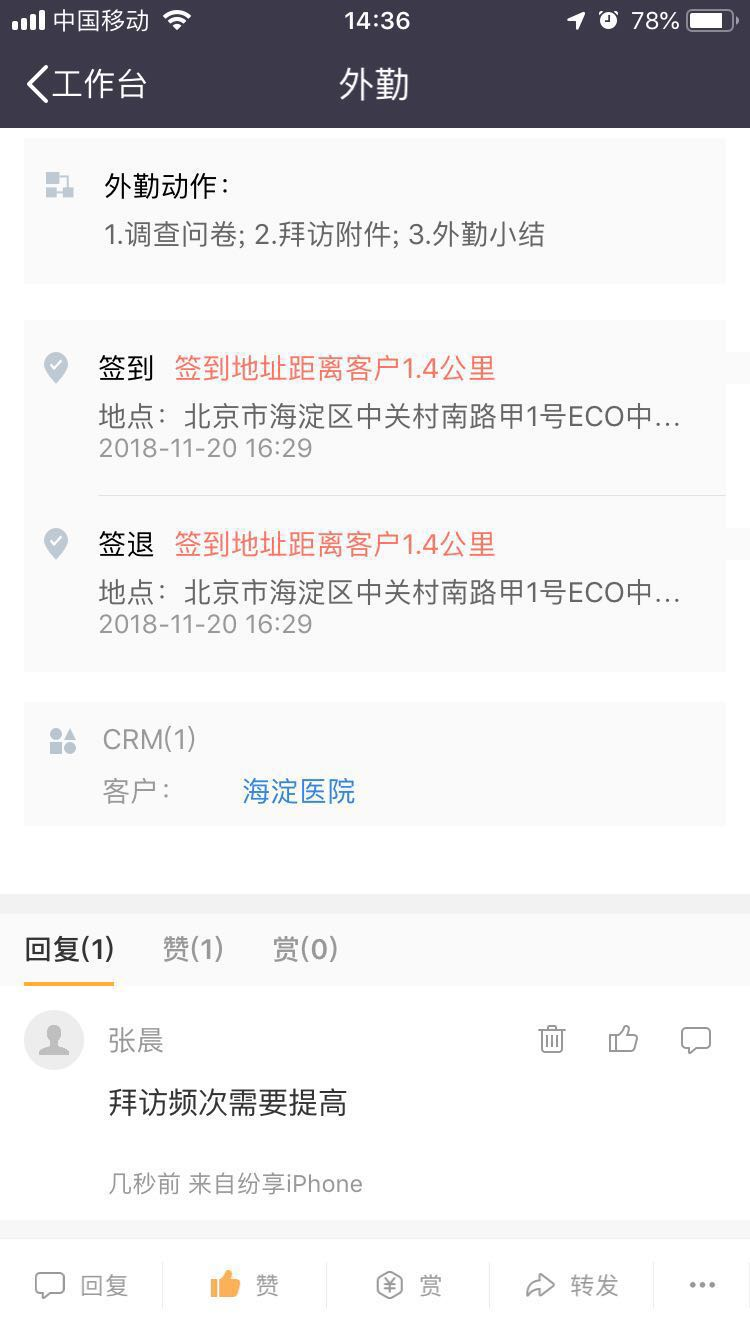 中国移动 14:36 78%
工作台 外勤
外勤动作：
1.调查问卷; 2.拜访附件; 3.外勤小结
签到 签到地址距离客户1.4公里
地点：北京市海淀区中关村南路甲1号ECO中...
2018-11-20 16:29
签退 签到地址距离客户1.4公里
地点：北京市海淀区中关村南路甲1号ECO中...
2018-11-20 16:29
CRM(1)
客户： 海淀医院
回复(1) 赞(1) 赏(0)
张晨
拜访频次需要提高
几秒前 来自纷享iPhone
回复 赞 赏 转发